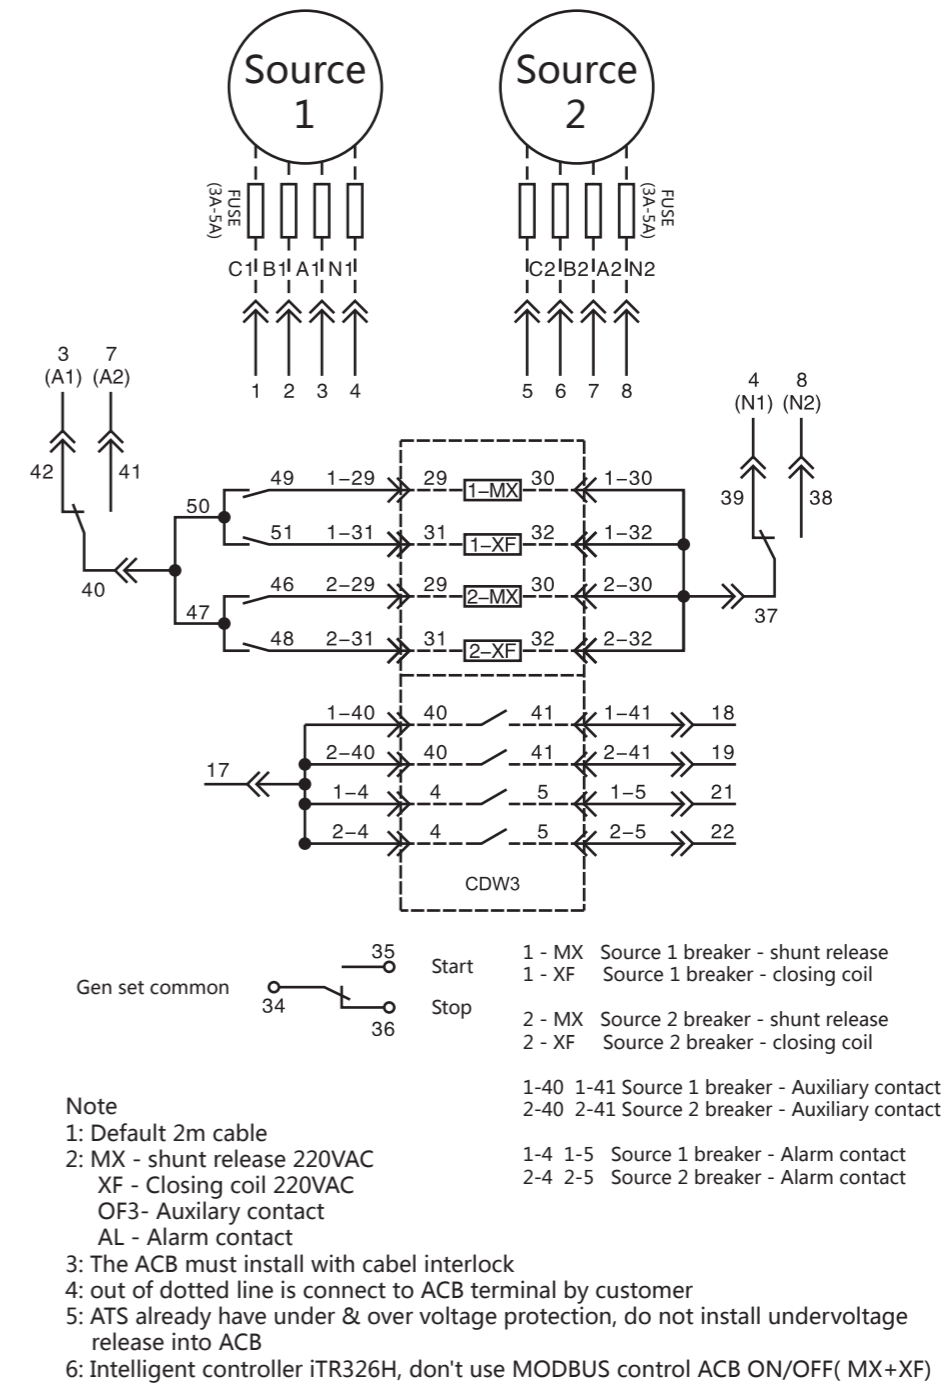 Source
1
Source
2
FUSE
(3A-5A)
FUSE
(3A-5A)
C1 B1 A1 N1
C2 B2 A2 N2
1 2 3 4
5 6 7 8
3 7
(A1) (A2)
4 8
(N1) (N2)
42 41
39 38
49 1-29 29 1-MX 30 1-30
50
51 1-31 31 1-XF 32 1-32
40
46 2-29 29 2-MX 30 2-30
47
37
48 2-31 31 2-XF 32 2-32
1-40 40 41 1-41 18
2-40 40 41 2-41 19
17
1-4 4 5 1-5 21
2-4 4 5 2-5 22
CDW3
35
Start
Gen set common
34
Stop
36
1 - MX Source 1 breaker - shunt release
1 - XF Source 1 breaker - closing coil
2 - MX Source 2 breaker - shunt release
2 - XF Source 2 breaker - closing coil
1-40 1-41 Source 1 breaker - Auxiliary contact
2-40 2-41 Source 2 breaker - Auxiliary contact
1-4 1-5 Source 1 breaker - Alarm contact
2-4 2-5 Source 2 breaker - Alarm contact
Note
1: Default 2m cable
2: MX - shunt release 220VAC
XF - Closing coil 220VAC
OF3- Auxilary contact
AL - Alarm contact
3: The ACB must install with cabel interlock
4: out of dotted line is connect to ACB terminal by customer
5: ATS already have under & over voltage protection, do not install undervoltage
release into ACB
6: Intelligent controller iTR326H, don't use MODBUS control ACB ON/OFF( MX+XF)